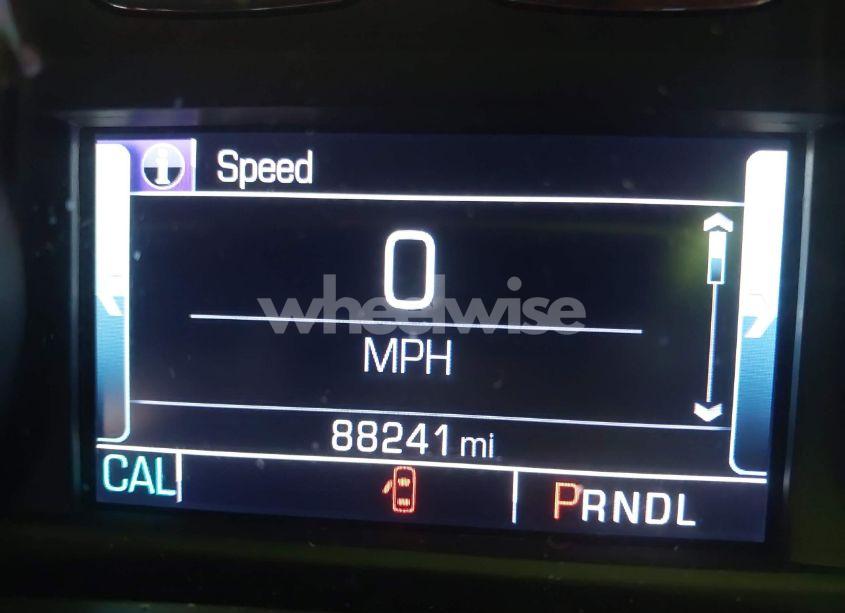 i Speed
0
wheelwise
MPH
88241 mi
CAL PRNDL